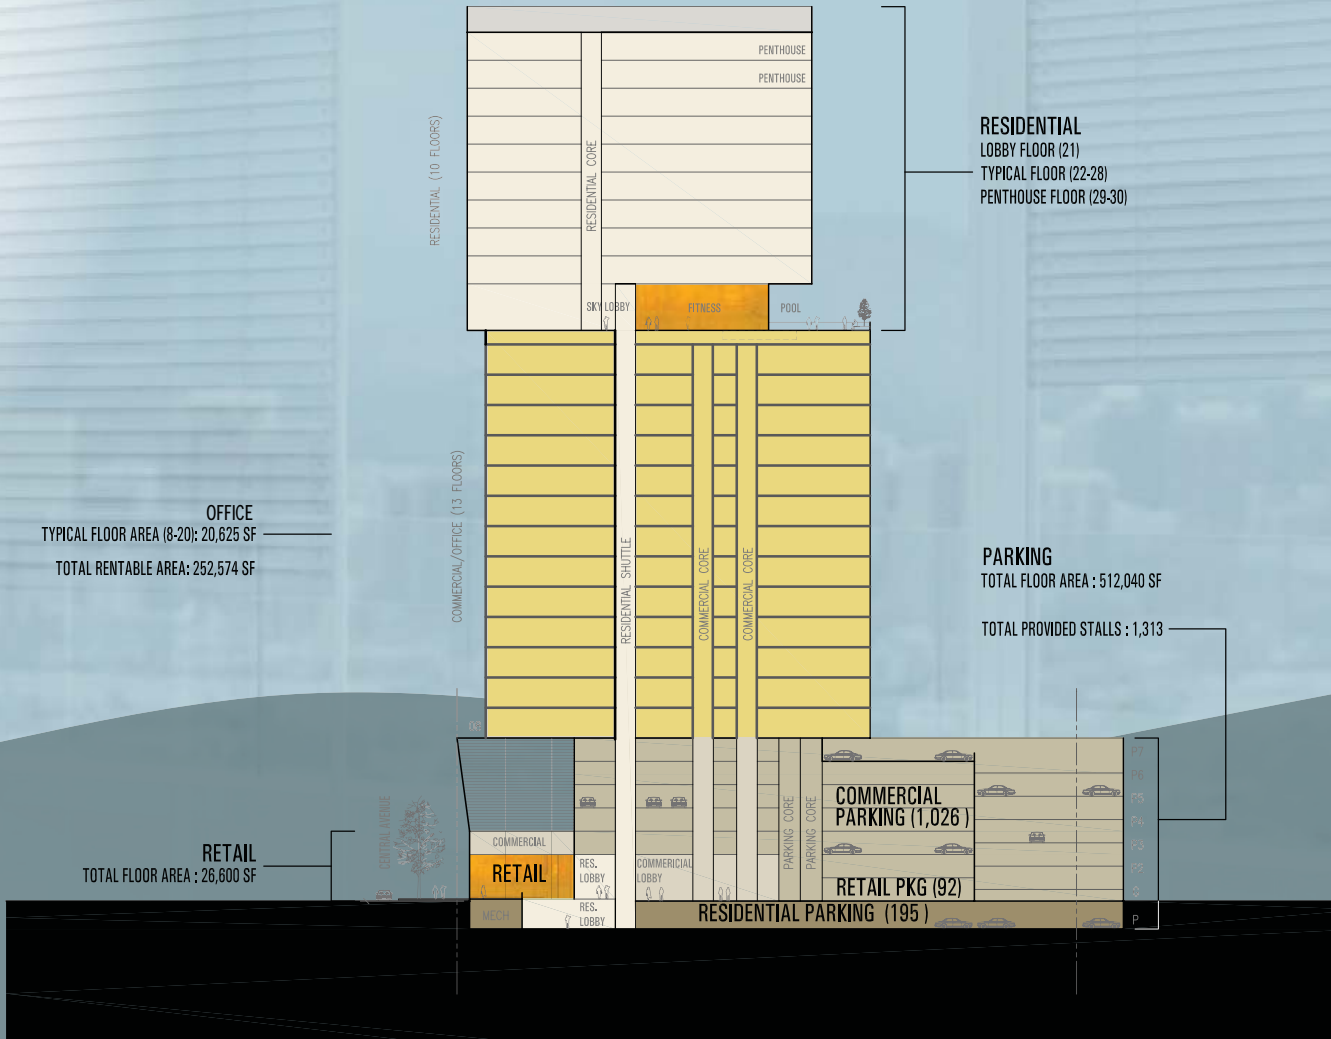 PENTHOUSE
PENTHOUSE
RESIDENTIAL (10 FLOORS)
RESIDENTIAL CORE
RESIDENTIAL
LOBBY FLOOR (21)
TYPICAL FLOOR (22-28)
PENTHOUSE FLOOR (29-30)
SKY LOBBY
FITNESS
POOL
OFFICE
TYPICAL FLOOR AREA (8-20): 20,625 SF
TOTAL RENTABLE AREA: 252,574 SF
COMMERCIAL/OFFICE (13 FLOORS)
RESIDENTIAL SHUTTLE
COMMERCIAL CORE
COMMERCIAL CORE
PARKING
TOTAL FLOOR AREA : 512,040 SF
TOTAL PROVIDED STALLS : 1,313
P7
P6
CENTRAL AVENUE
COMMERCIAL
RETAIL
TOTAL FLOOR AREA : 26,600 SF
RETAIL
RES.
LOBBY
COMMERICIAL
LOBBY
PARKING CORE
PARKING CORE
COMMERCIAL
PARKING (1,026 )
RETAIL PKG (92)
MECH
RES.
LOBBY
RESIDENTIAL PARKING (195 )
P